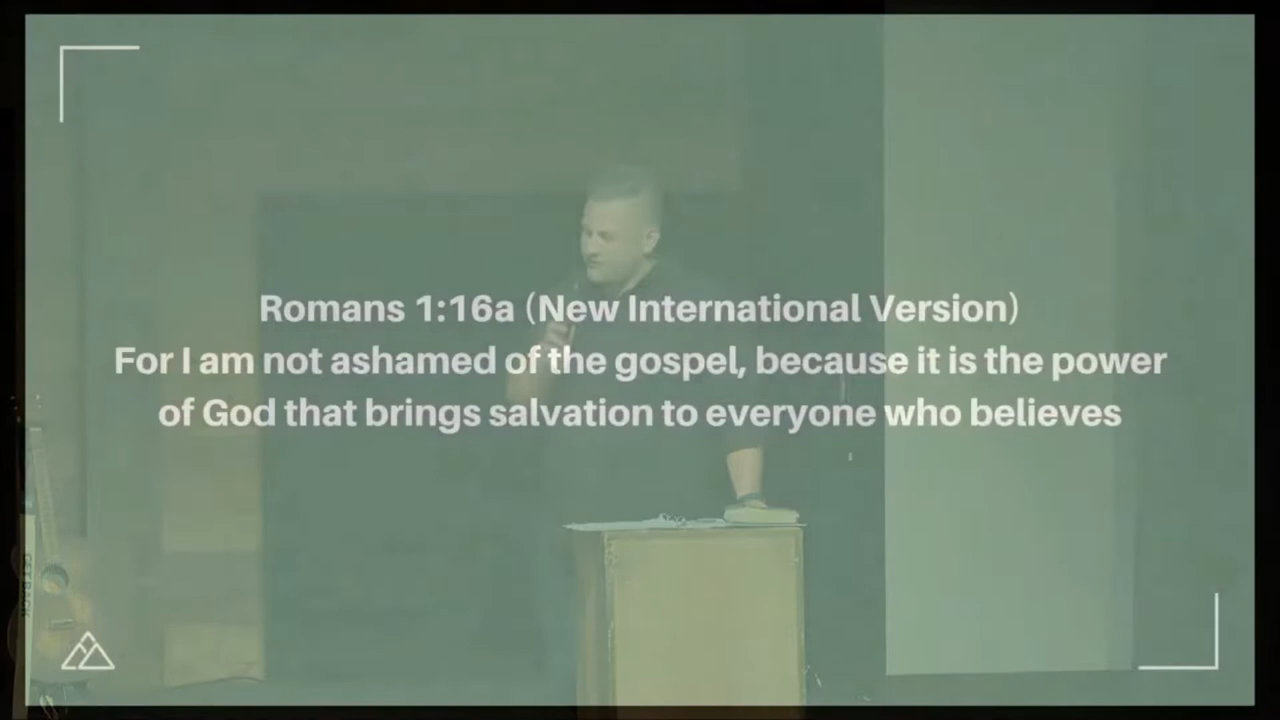 Romans 1:16a (New International Version)
For I am not ashamed of the gospel, because it is the power
of God that brings salvation to everyone who believes